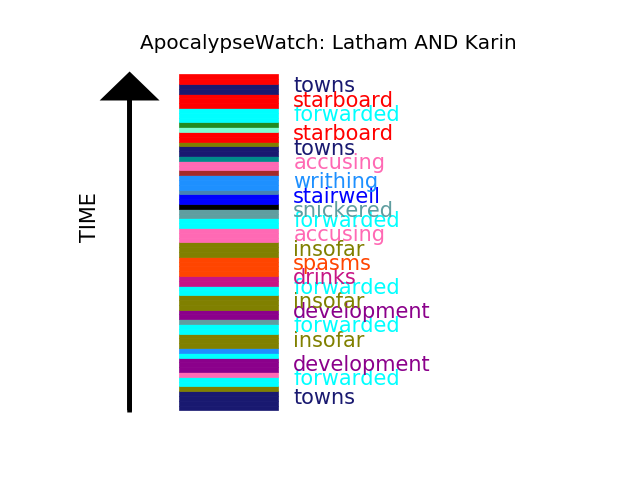 ApocalypseWatch: Latham AND Karin
towns
starboard
forwarded
starboard
towns
accusing
writhing
stairwell
snickered
forwarded
accusing
insofar
spasms
drinks
forwarded
insofar
development
forwarded
insofar
development
forwarded
towns
TIME